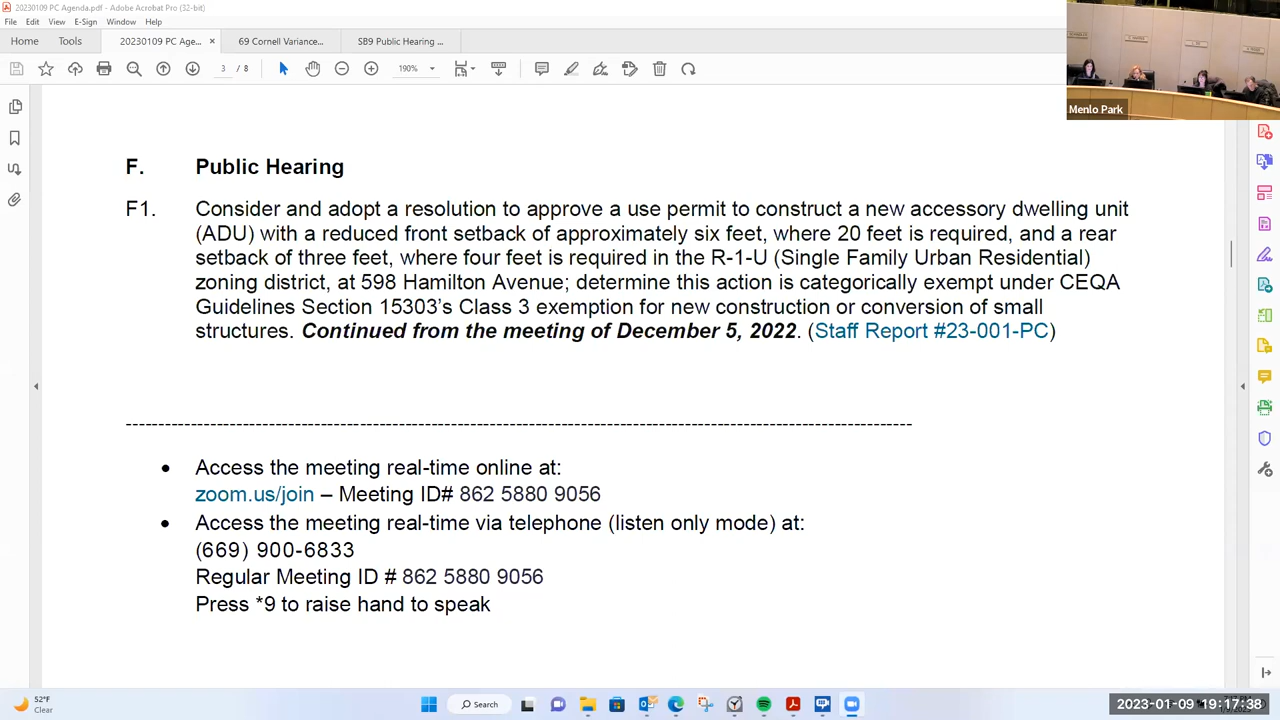 20230109 PC Agenda.pdf - Adobe Acrobat Pro (32-bit)
File Edit View E-Sign Window Help
Home Tools 20230109 PC Age... × 69 Cornell Variance... SB9 Public Hearing ...
3 / 8 190%
Menlo Park
F. Public Hearing
F1. Consider and adopt a resolution to approve a use permit to construct a new accessory dwelling unit
(ADU) with a reduced front setback of approximately six feet, where 20 feet is required, and a rear
setback of three feet, where four feet is required in the R-1-U (Single Family Urban Residential)
zoning district, at 598 Hamilton Avenue; determine this action is categorically exempt under CEQA
Guidelines Section 15303’s Class 3 exemption for new construction or conversion of small
structures. Continued from the meeting of December 5, 2022. (Staff Report #23-001-PC)
--------------------------------------------------------------------------------------------------------------
• Access the meeting real-time online at:
zoom.us/join – Meeting ID# 862 5880 9056
• Access the meeting real-time via telephone (listen only mode) at:
(669) 900-6833
Regular Meeting ID # 862 5880 9056
Press *9 to raise hand to speak
52°F
Clear
Search
2023-01-09 19:17:38